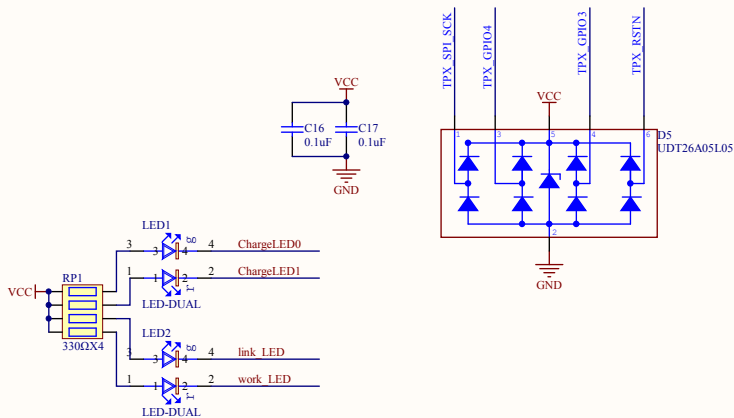 TPX_SPI_SCK
TPX_GPIO4
TPX_GPIO3
TPX_RSTN
VCC
1
3
5
4
6
D5
UDT26A05L05
2
GND
VCC
C16
0.1uF
C17
0.1uF
GND
LED1
g
3
3
4
4
ChargeLED0
1
1
2
2
ChargeLED1
r
LED-DUAL
RP1
VCC
330ΩX4
LED2
g
3
3
4
4
link_LED
1
1
2
2
work_LED
r
LED-DUAL